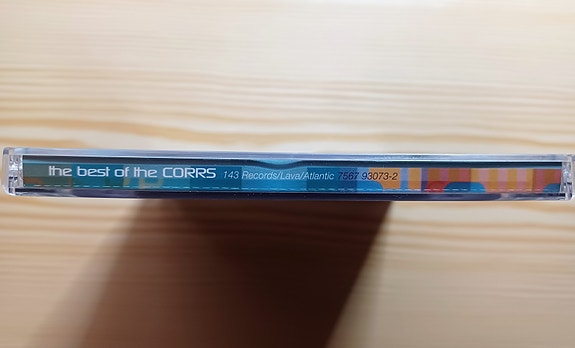 the best of the CORRS 143 Records/Lava/Atlantic 7567 93073-2